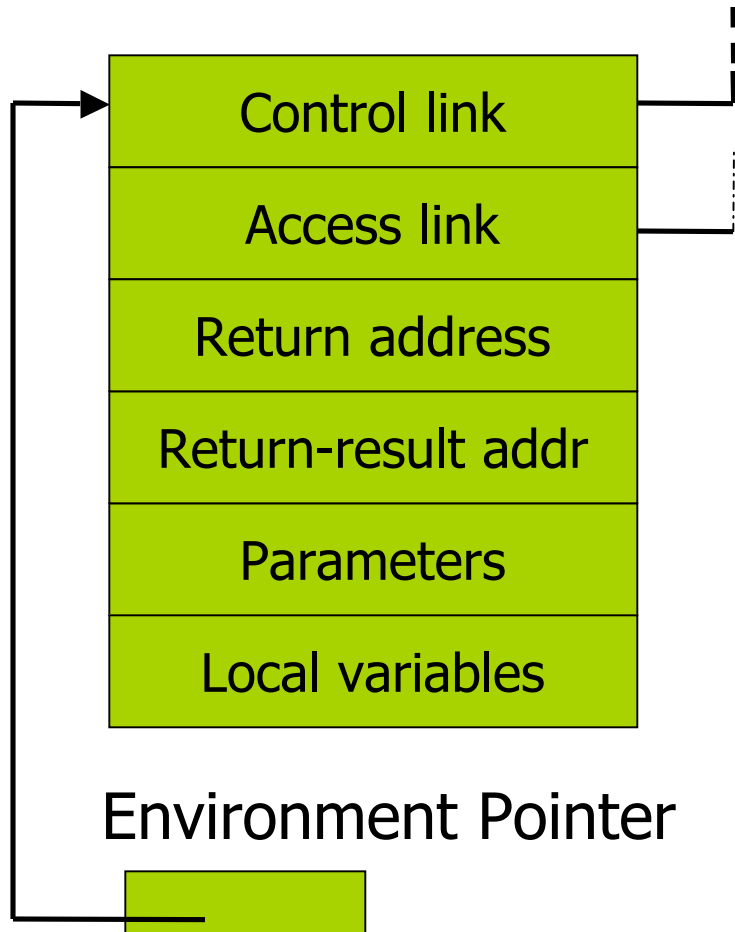 Control link
Access link
Return address
Return-result addr
Parameters
Local variables
Environment Pointer